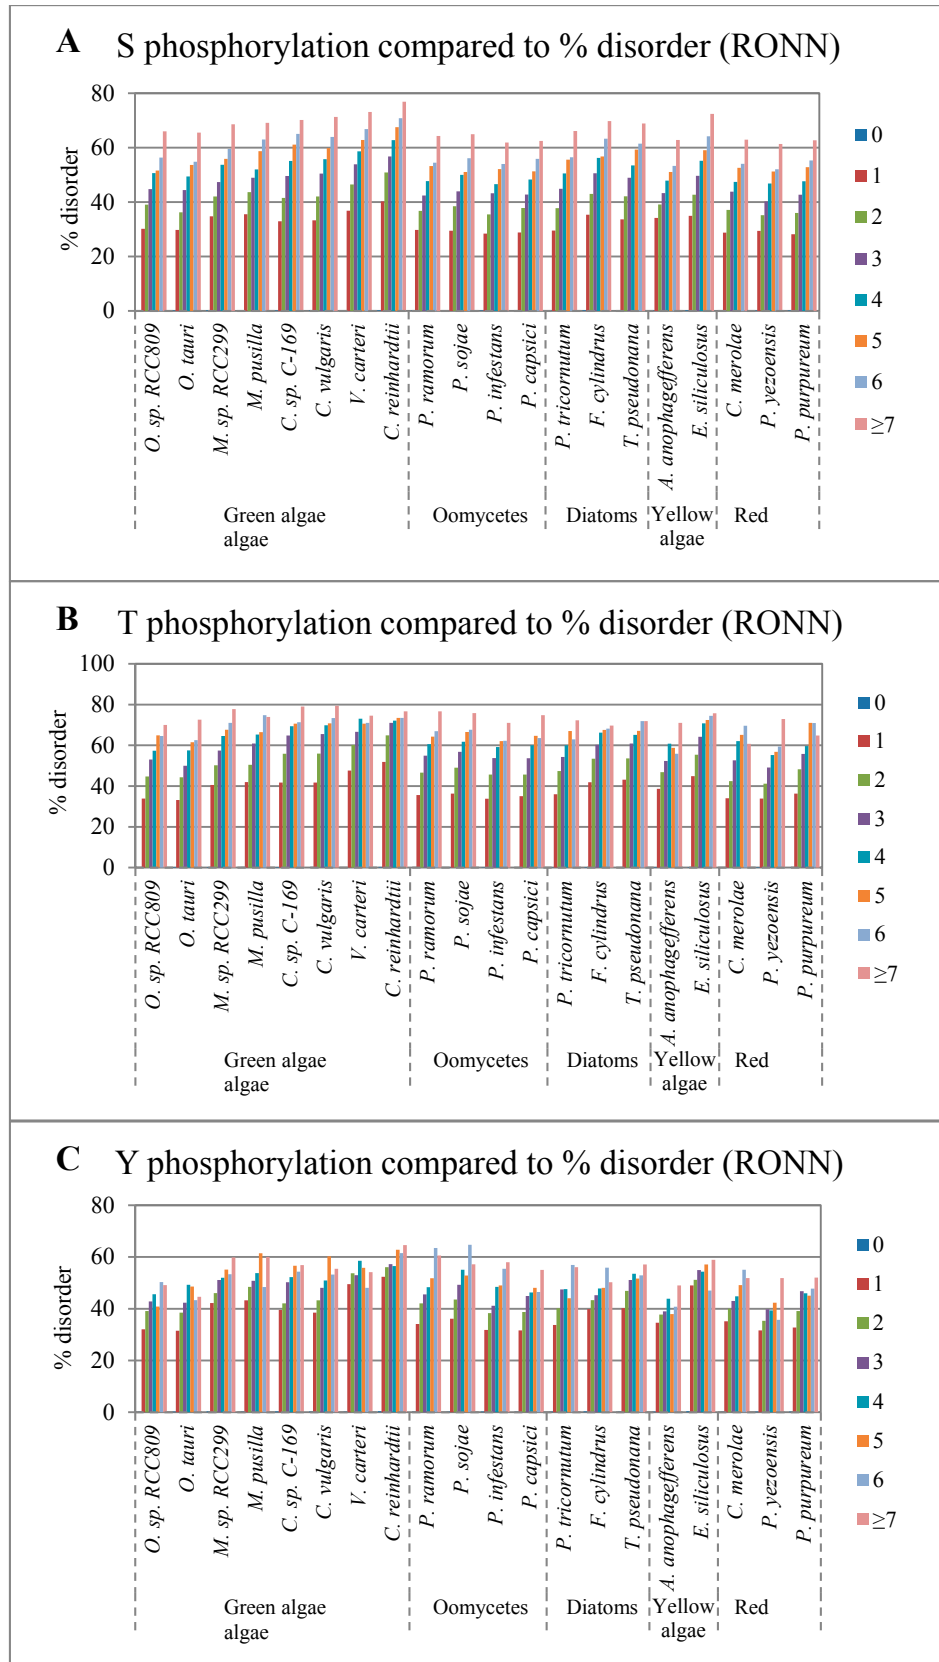 A S phosphorylation compared to % disorder (RONN)
80
60
40
20
0
% disorder
O. sp. RCC809
O. tauri
M. sp. RCC299
M. pusilla
C. sp. C-169
C. vulgaris
V. carteri
C. reinhardtii
P. ramorum
P. sojae
P. infestans
P. capsici
P. tricornutum
F. cylindrus
T. pseudonana
A. anophagefferens
E. siliculosus
C. merolae
P. yezoensis
P. purpureum
Green algae Oomycetes Diatoms Yellow Red
algae algae
0
1
2
3
4
5
6
≥7
B T phosphorylation compared to % disorder (RONN)
100
80
60
40
20
0
% disorder
O. sp. RCC809
O. tauri
M. sp. RCC299
M. pusilla
C. sp. C-169
C. vulgaris
V. carteri
C. reinhardtii
P. ramorum
P. sojae
P. infestans
P. capsici
P. tricornutum
F. cylindrus
T. pseudonana
A. anophagefferens
E. siliculosus
C. merolae
P. yezoensis
P. purpureum
Green algae Oomycetes Diatoms Yellow Red
algae algae
0
1
2
3
4
5
6
≥7
C Y phosphorylation compared to % disorder (RONN)
80
60
40
20
0
% disorder
O. sp. RCC809
O. tauri
M. sp. RCC299
M. pusilla
C. sp. C-169
C. vulgaris
V. carteri
C. reinhardtii
P. ramorum
P. sojae
P. infestans
P. capsici
P. tricornutum
F. cylindrus
T. pseudonana
A. anophagefferens
E. siliculosus
C. merolae
P. yezoensis
P. purpureum
Green algae Oomycetes Diatoms Yellow Red
algae algae
0
1
2
3
4
5
6
≥7